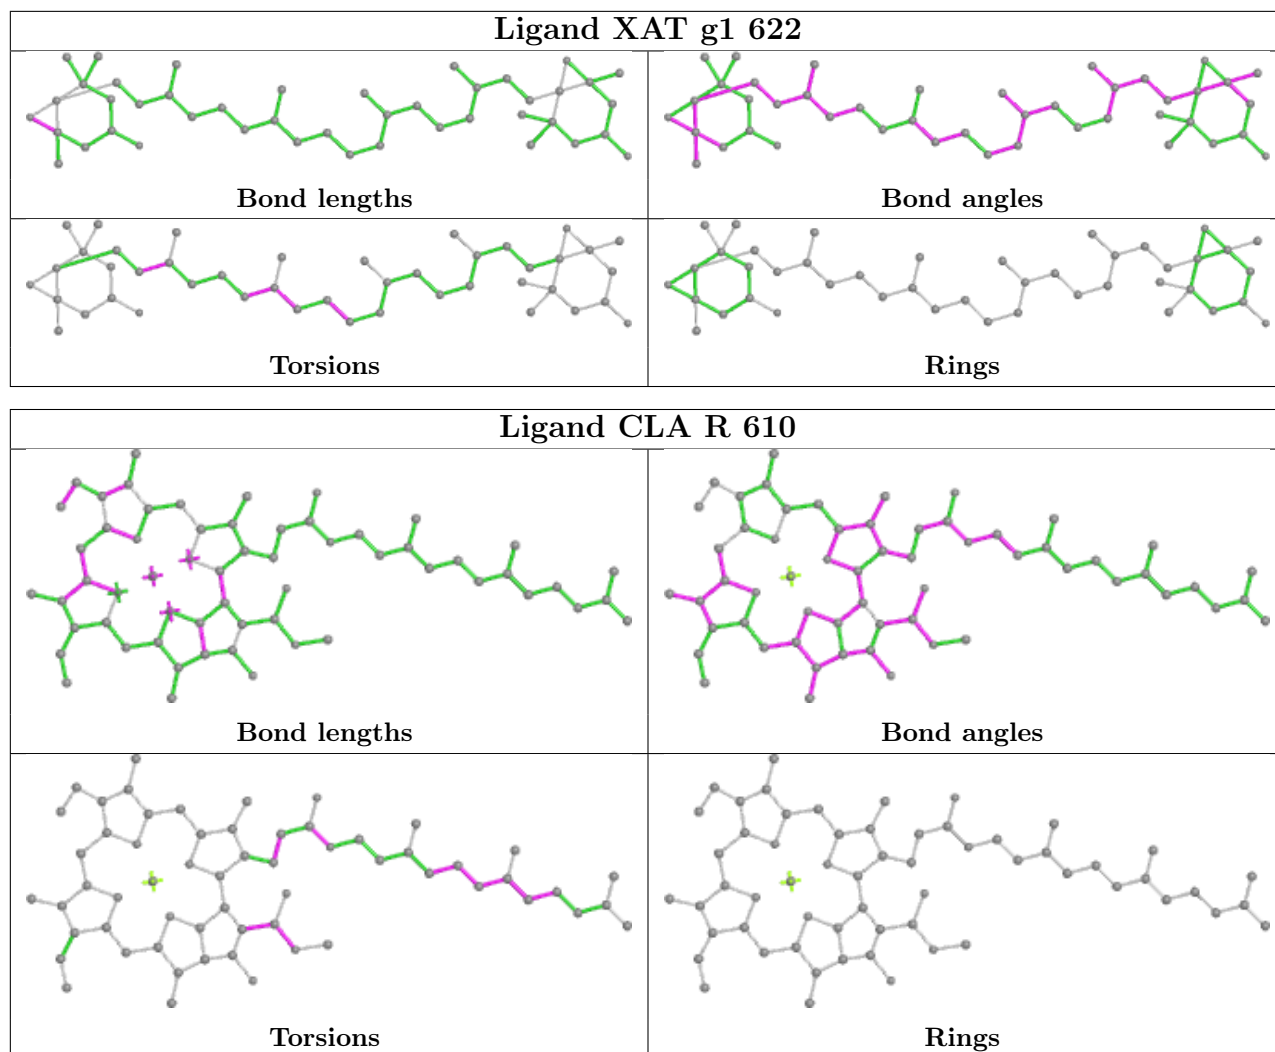 Ligand XAT g1 622
Bond lengths
Bond angles
Torsions
Rings
Ligand CLA R 610
Bond lengths
Bond angles
Torsions
Rings